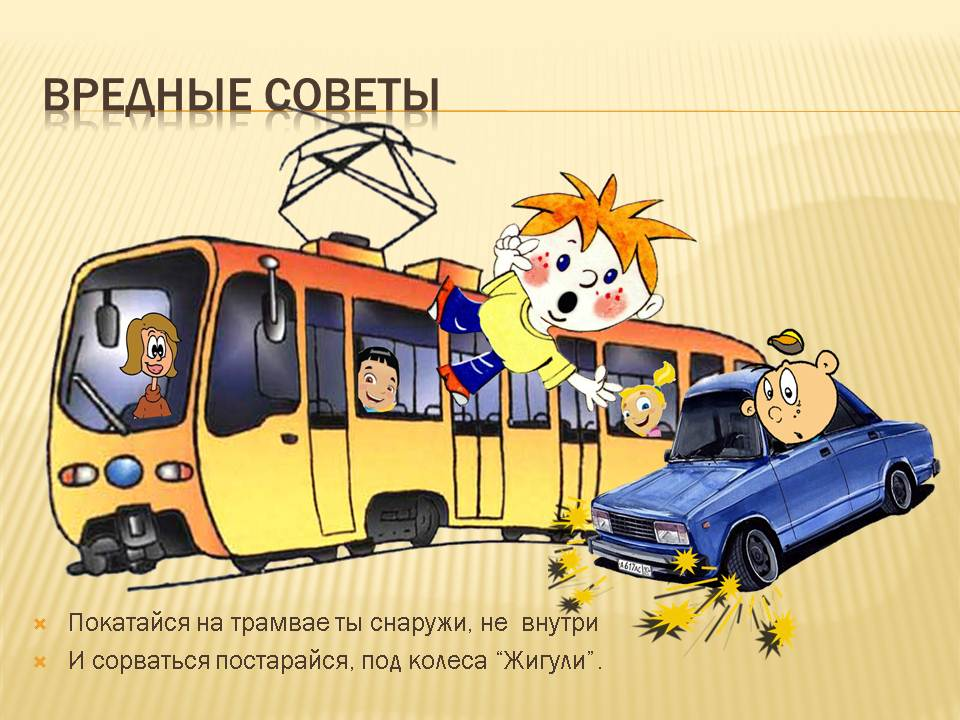 ВРЕДНЫЕ СОВЕТЫ
Покатайся на трамвае ты снаружи, не внутри
И сорваться постарайся, под колеса “Жигули”.